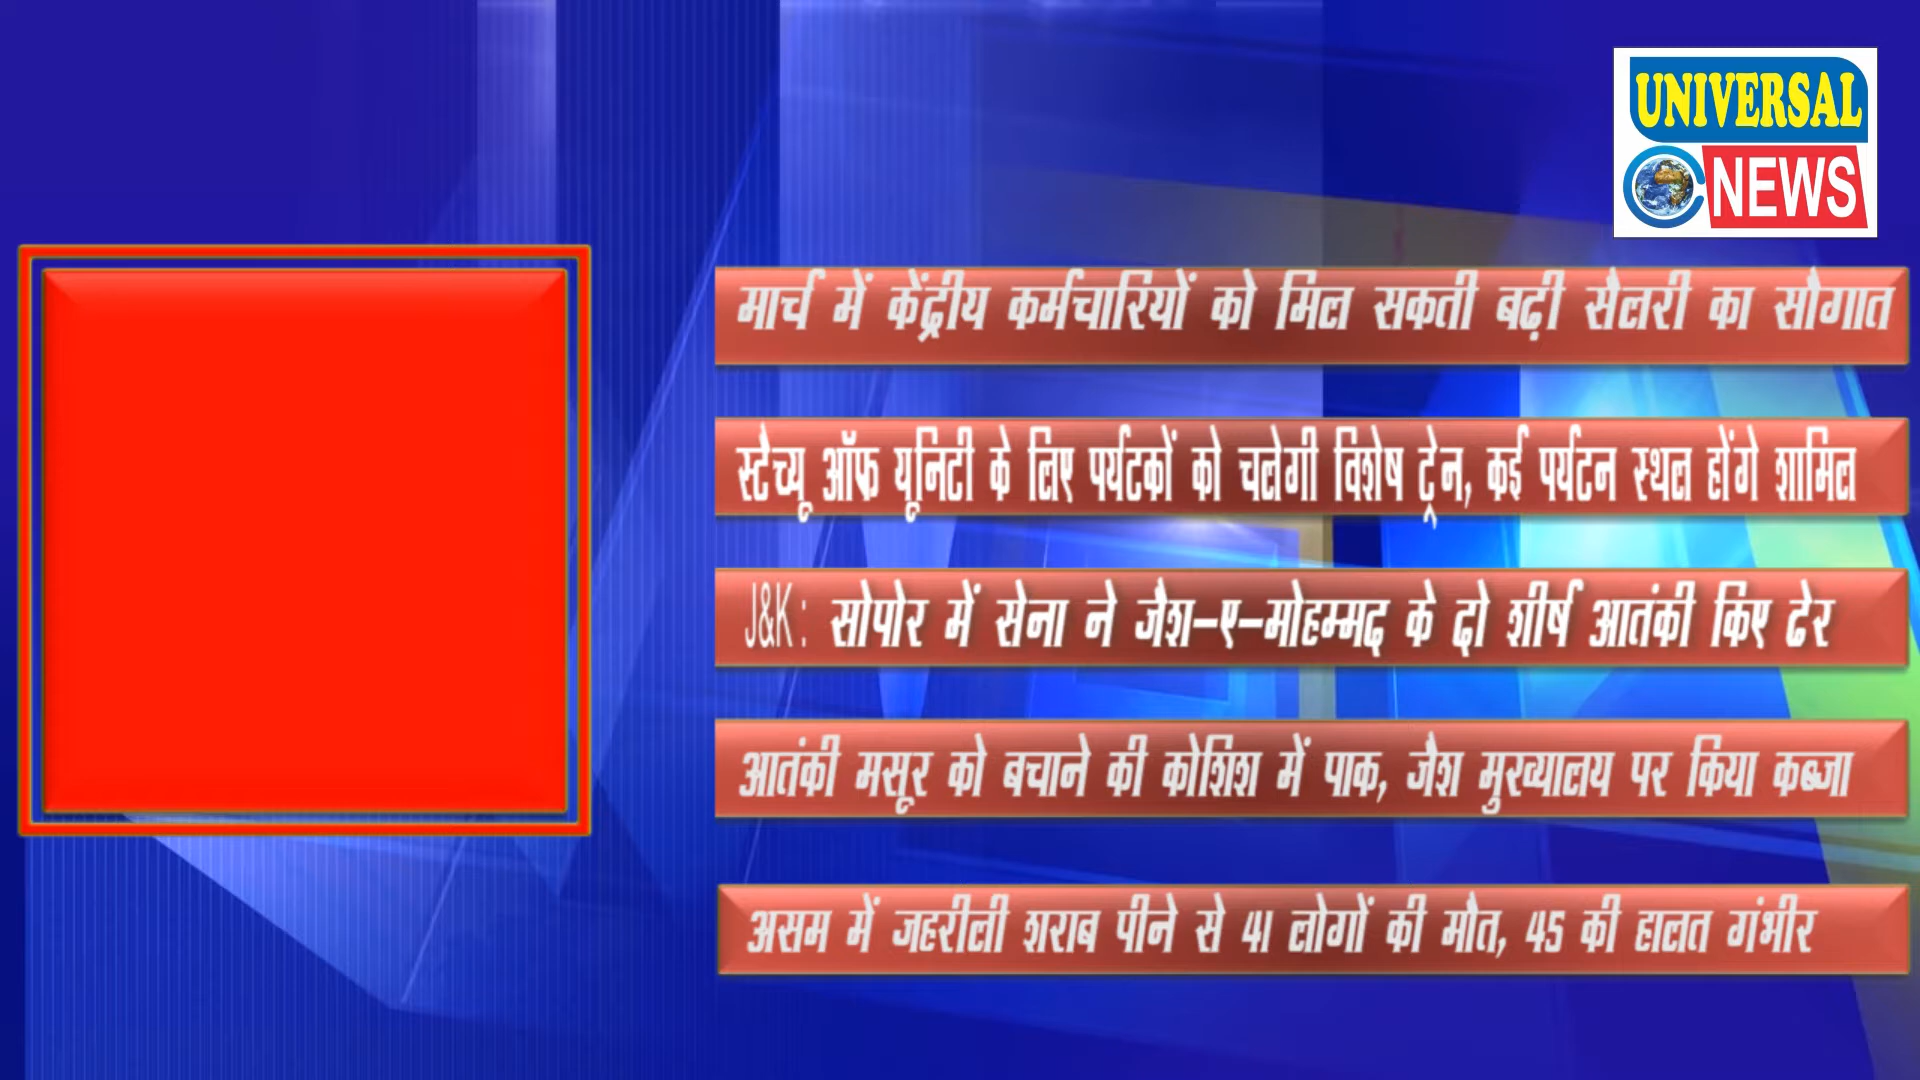 UNIVERSAL
NEWS
मार्च में केंद्रीय कर्मचारियों को मिल सकती बढ़ी सैलरी का सौगात
स्टैच्यू ऑफ यूनिटी के लिए पर्यटकों को चलेगी विशेष ट्रेन, कई पर्यटन स्थल होंगे शामिल
J&K : सोपोर में सेना ने जैश-ए-मोहम्मद के दो शीर्ष आतंकी किए ढेर
आतंकी मसूर को बचाने की कोशिश में पाक, जैश मुख्यालय पर किया कब्जा
असम में जहरीली शराब पीने से 41 लोगों की मौत, 45 की हालत गंभीर